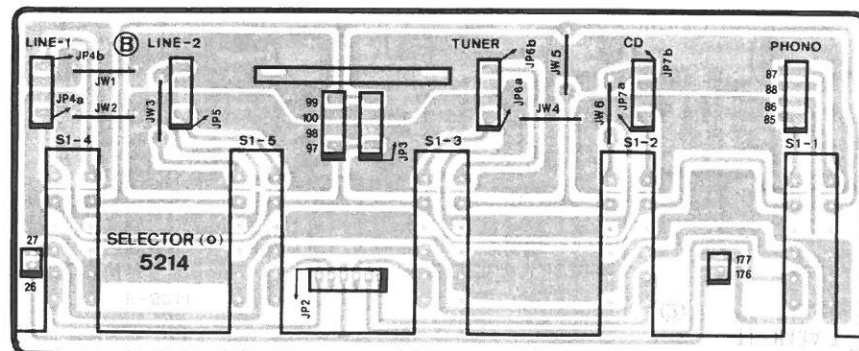 LINE-1
B
LINE-2
TUNER
CD
PHONO
JP4b
JW1
JP4a
JW2
JW3
JP5
99
100
98
97
JP3
JP6b
JP6a
JW5
JW4
JW6
JP7a
JP7b
87
88
86
85
S1-4
S1-5
S1-3
S1-2
S1-1
27
26
SELECTOR (O)
5214
JP2
177
176